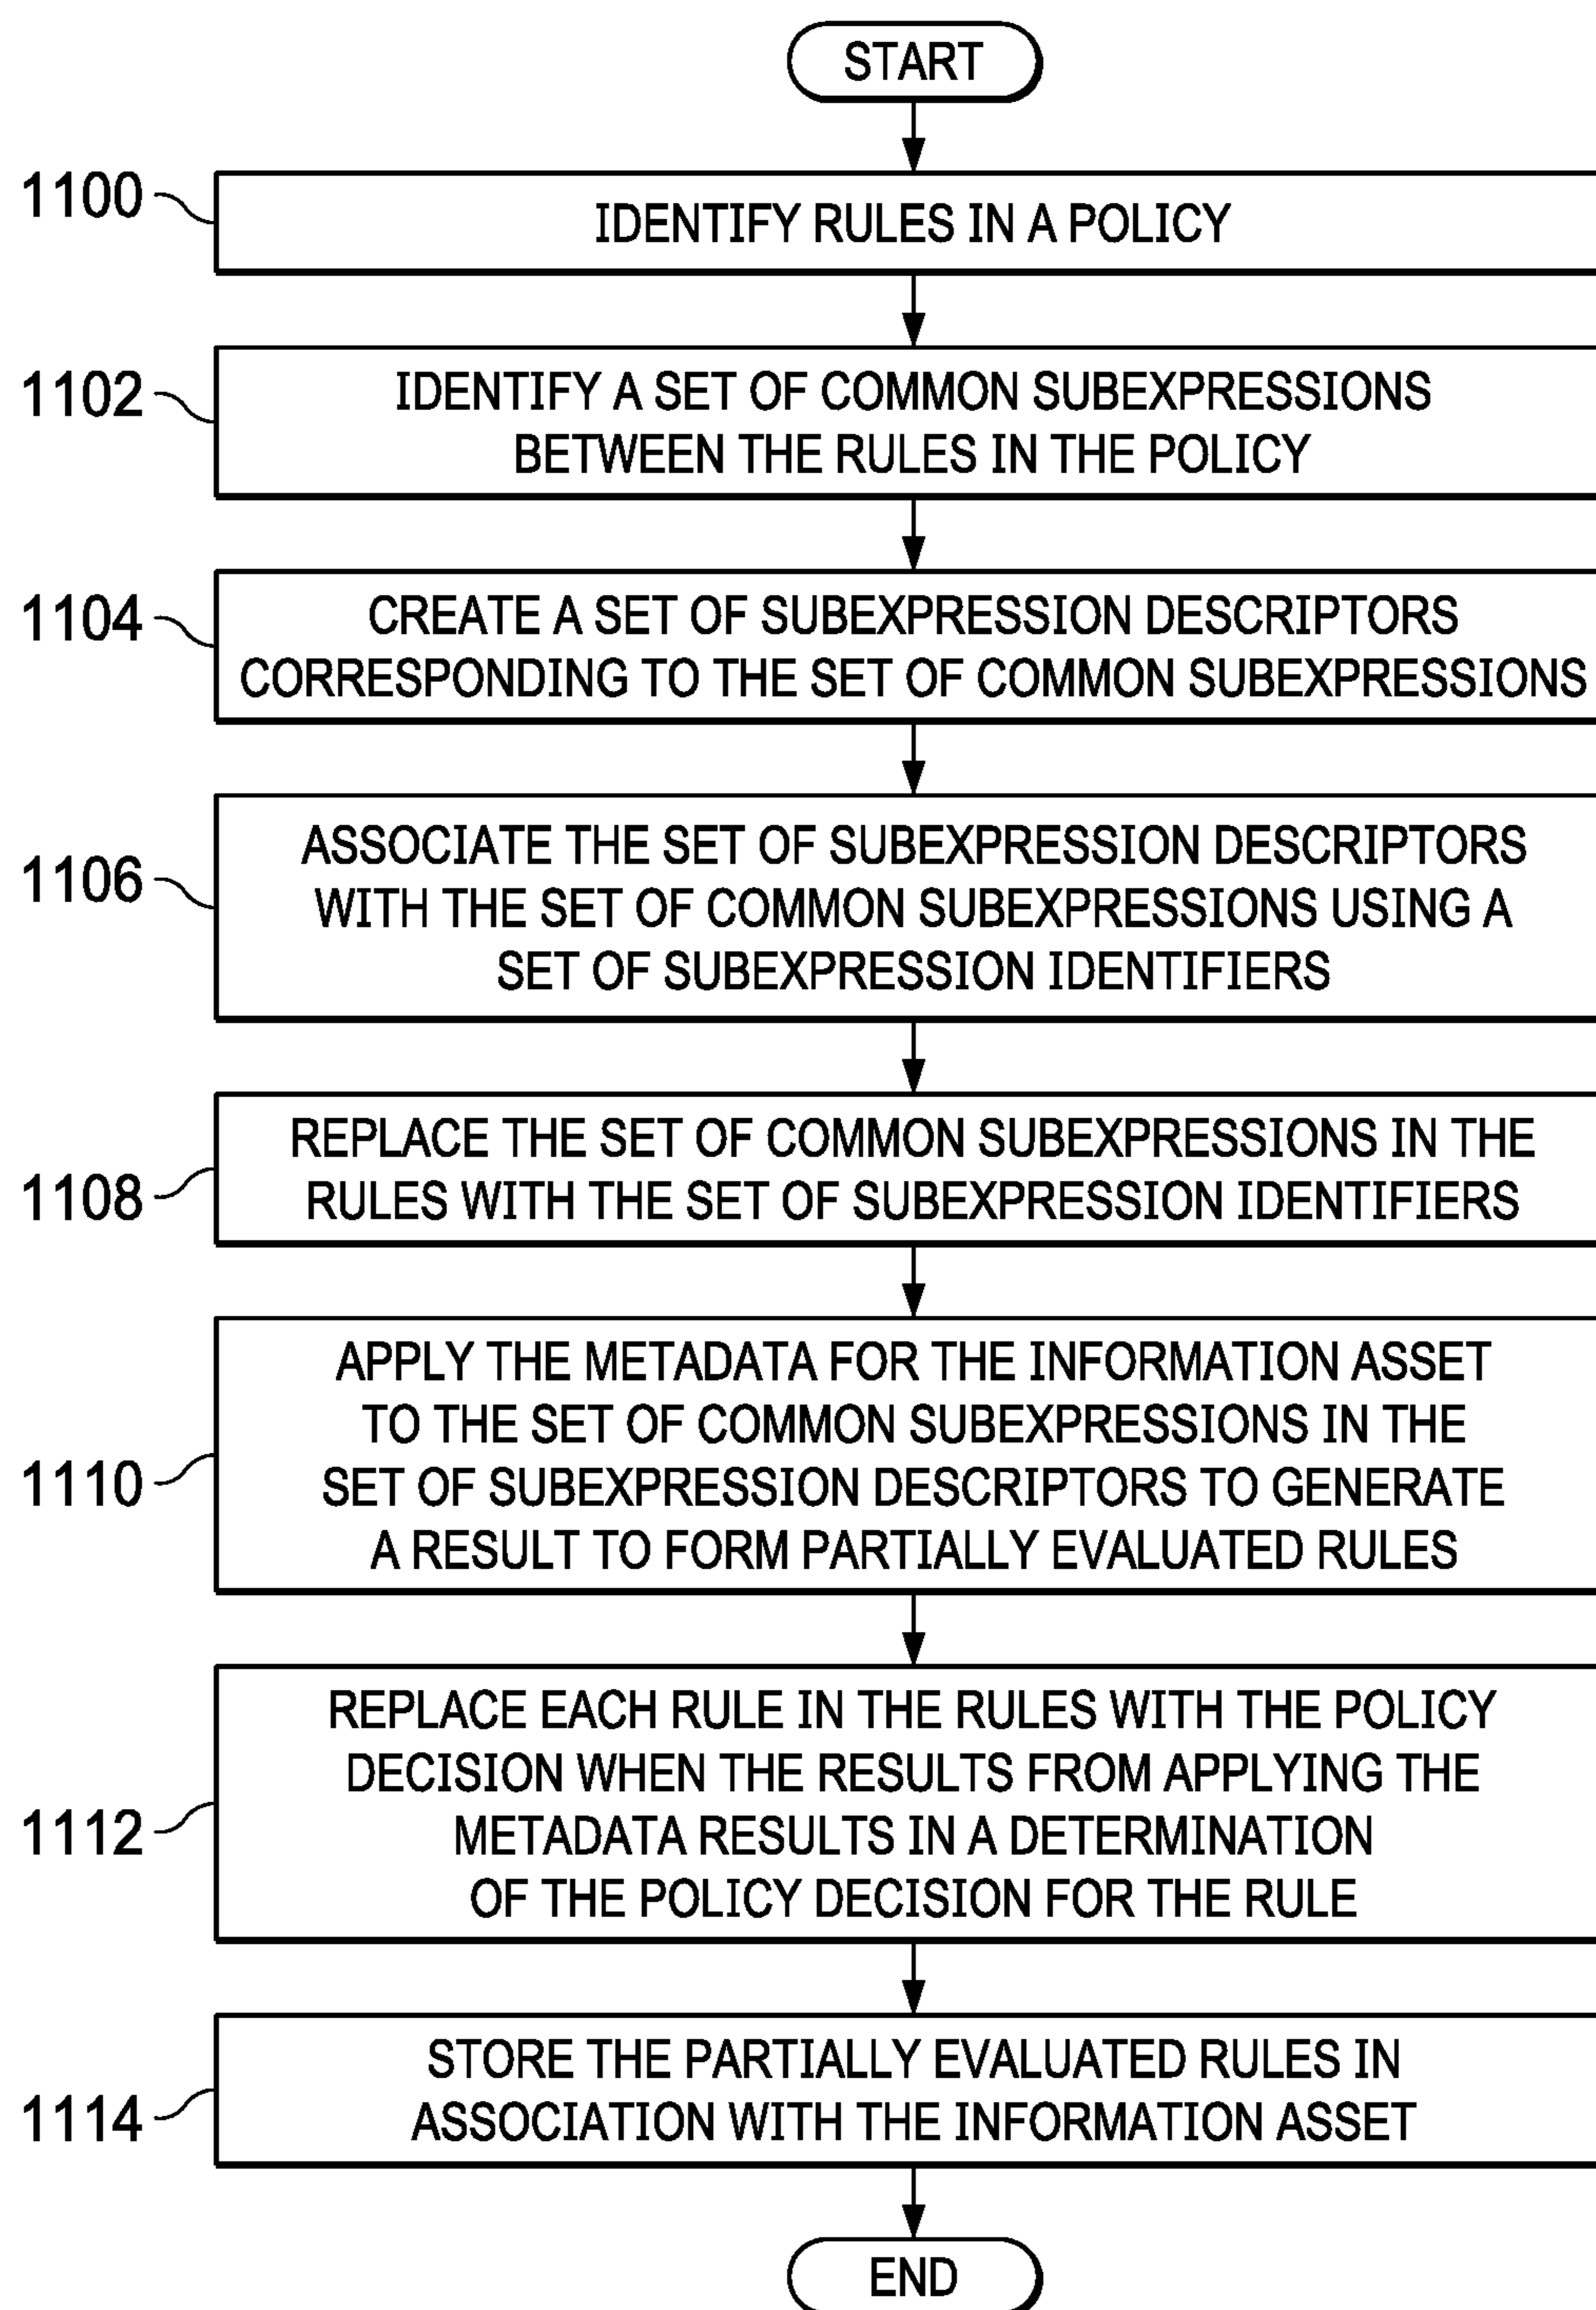 START
1100
IDENTIFY RULES IN A POLICY
1102
IDENTIFY A SET OF COMMON SUBEXPRESSIONS
BETWEEN THE RULES IN THE POLICY
1104
CREATE A SET OF SUBEXPRESSION DESCRIPTORS
CORRESPONDING TO THE SET OF COMMON SUBEXPRESSIONS
1106
ASSOCIATE THE SET OF SUBEXPRESSION DESCRIPTORS
WITH THE SET OF COMMON SUBEXPRESSIONS USING A
SET OF SUBEXPRESSION IDENTIFIERS
1108
REPLACE THE SET OF COMMON SUBEXPRESSIONS IN THE
RULES WITH THE SET OF SUBEXPRESSION IDENTIFIERS
1110
APPLY THE METADATA FOR THE INFORMATION ASSET
TO THE SET OF COMMON SUBEXPRESSIONS IN THE
SET OF SUBEXPRESSION DESCRIPTORS TO GENERATE
A RESULT TO FORM PARTIALLY EVALUATED RULES
1112
REPLACE EACH RULE IN THE RULES WITH THE POLICY
DECISION WHEN THE RESULTS FROM APPLYING THE
METADATA RESULTS IN A DETERMINATION
OF THE POLICY DECISION FOR THE RULE
1114
STORE THE PARTIALLY EVALUATED RULES IN
ASSOCIATION WITH THE INFORMATION ASSET
END